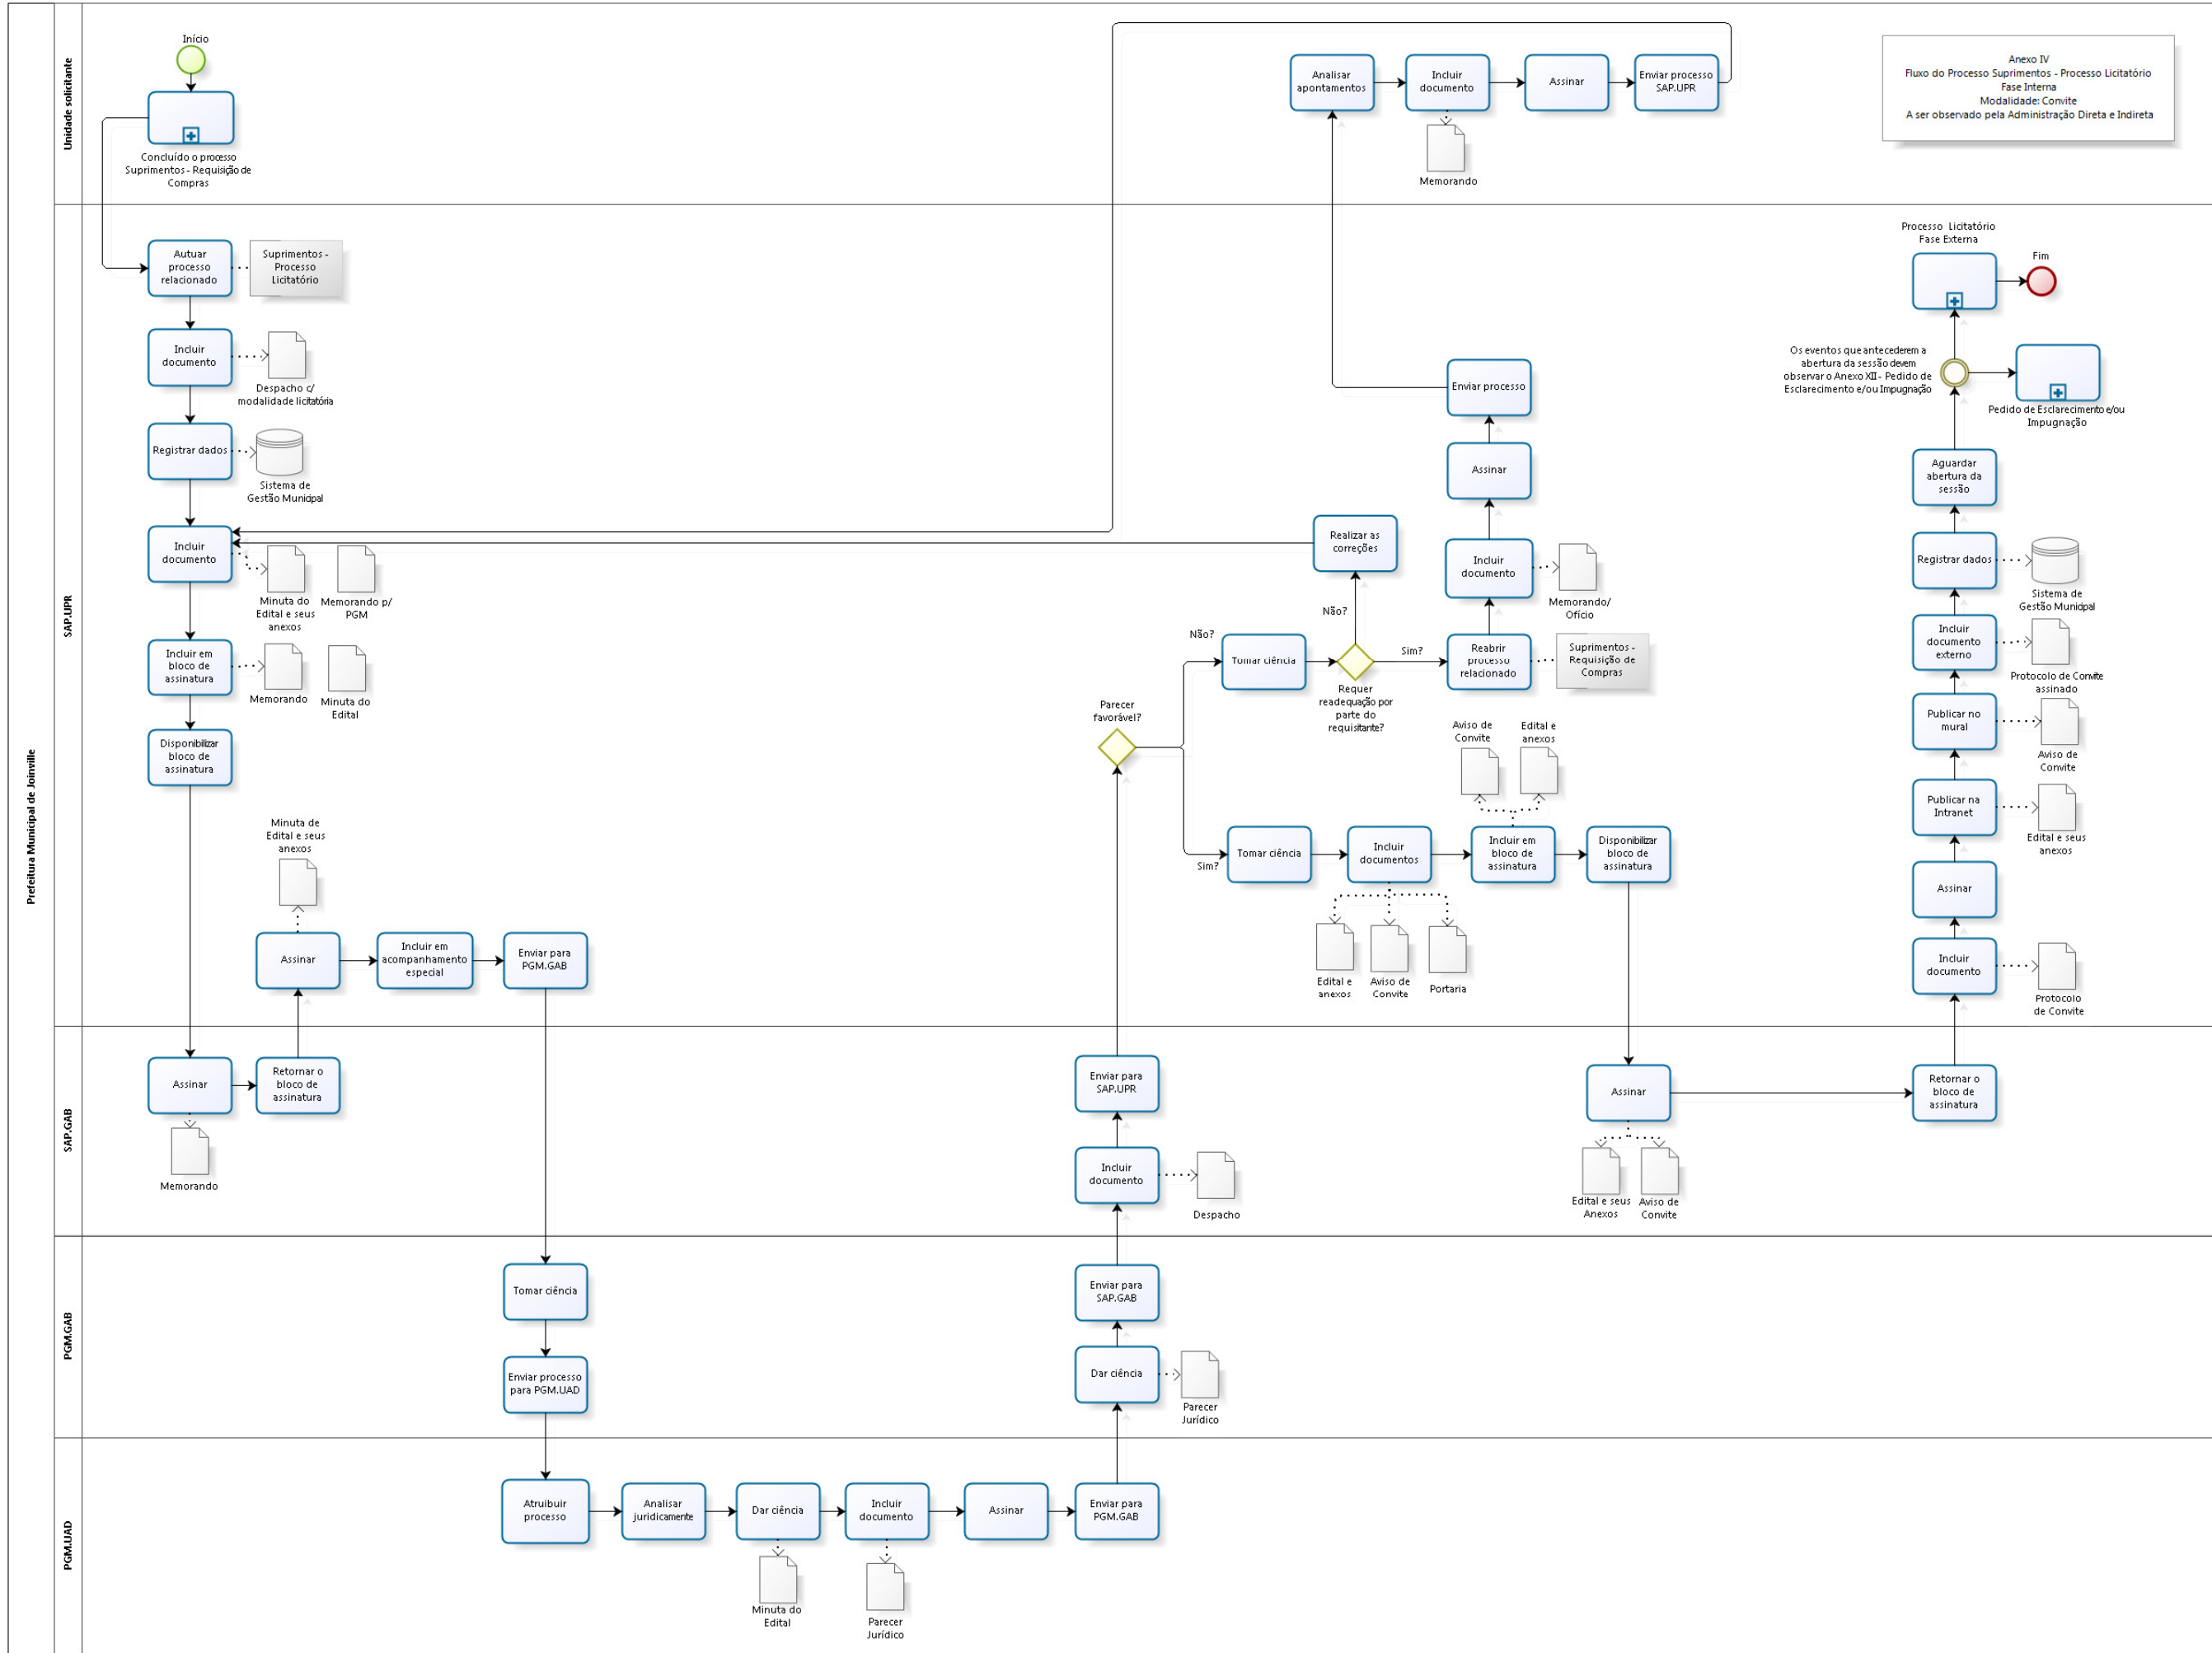 Prefeitura Municipal de Joinville
Unidade solicitante
Início
Concluído o processo
Suprimentos - Requisição de
Compras
Analisar
apontamentos
Incluir
documento
Memorando
Assinar
Enviar processo
SAP.UPR
Anexo IV
Fluxo do Processo Suprimentos - Processo Licitatório
Fase Interna
Modalidade: Convite
A ser observado pela Administração Direta e Indireta
SAP.UPR
Autuar
processo
relacionado
Suprimentos -
Processo
Licitatório
Incluir
documento
Despacho c/
modalidade licitatória
Registrar dados
Sistema de
Gestão Municipal
Incluir
documento
Minuta do
Edital e seus
anexos
Memorando p/
PGM
Incluir em
bloco de
assinatura
Memorando
Minuta do
Edital
Disponibilizar
bloco de
assinatura
Minuta de
Edital e seus
anexos
Assinar
Incluir em
acompanhamento
especial
Enviar para
PGM.GAB
Parecer
favorável?
Não?
Tomar ciência
Requer
readequação por
parte do
requisitante?
Não?
Realizar as
correções
Sim?
Reabrir
processo
relacionado
Suprimentos -
Requisição de
Compras
Incluir
documento
Memorando/
Ofício
Assinar
Enviar processo
Sim?
Tomar ciência
Incluir
documentos
Edital e
anexos
Aviso de
Convite
Portaria
Incluir em
bloco de
assinatura
Aviso de
Convite
Edital e
anexos
Disponibilizar
bloco de
assinatura
Processo Licitatório
Fase Externa
Fim
Os eventos que antecederem a
abertura da sessão devem
observar o Anexo XII - Pedido de
Esclarecimento e/ou Impugnação
Pedido de Esclarecimento e/ou
Impugnação
Aguardar
abertura da
sessão
Registrar dados
Sistema de
Gestão Municipal
Incluir
documento
externo
Protocolo de Convite
assinado
Publicar no
mural
Aviso de
Convite
Publicar na
Intranet
Edital e seus
anexos
Assinar
Incluir
documento
Protocolo
de Convite
SAP.GAB
Assinar
Memorando
Retornar o
bloco de
assinatura
Enviar para
SAP.UPR
Incluir
documento
Despacho
Assinar
Edital e seus
Anexos
Aviso de
Convite
Retornar o
bloco de
assinatura
PGM.GAB
Tomar ciência
Enviar processo
para PGM.UAD
Enviar para
SAP.GAB
Dar ciência
Parecer
Jurídico
PGM.UAD
Atruibuir
processo
Analisar
juridicamente
Dar ciência
Minuta do
Edital
Incluir
documento
Parecer
Jurídico
Assinar
Enviar para
PGM.GAB